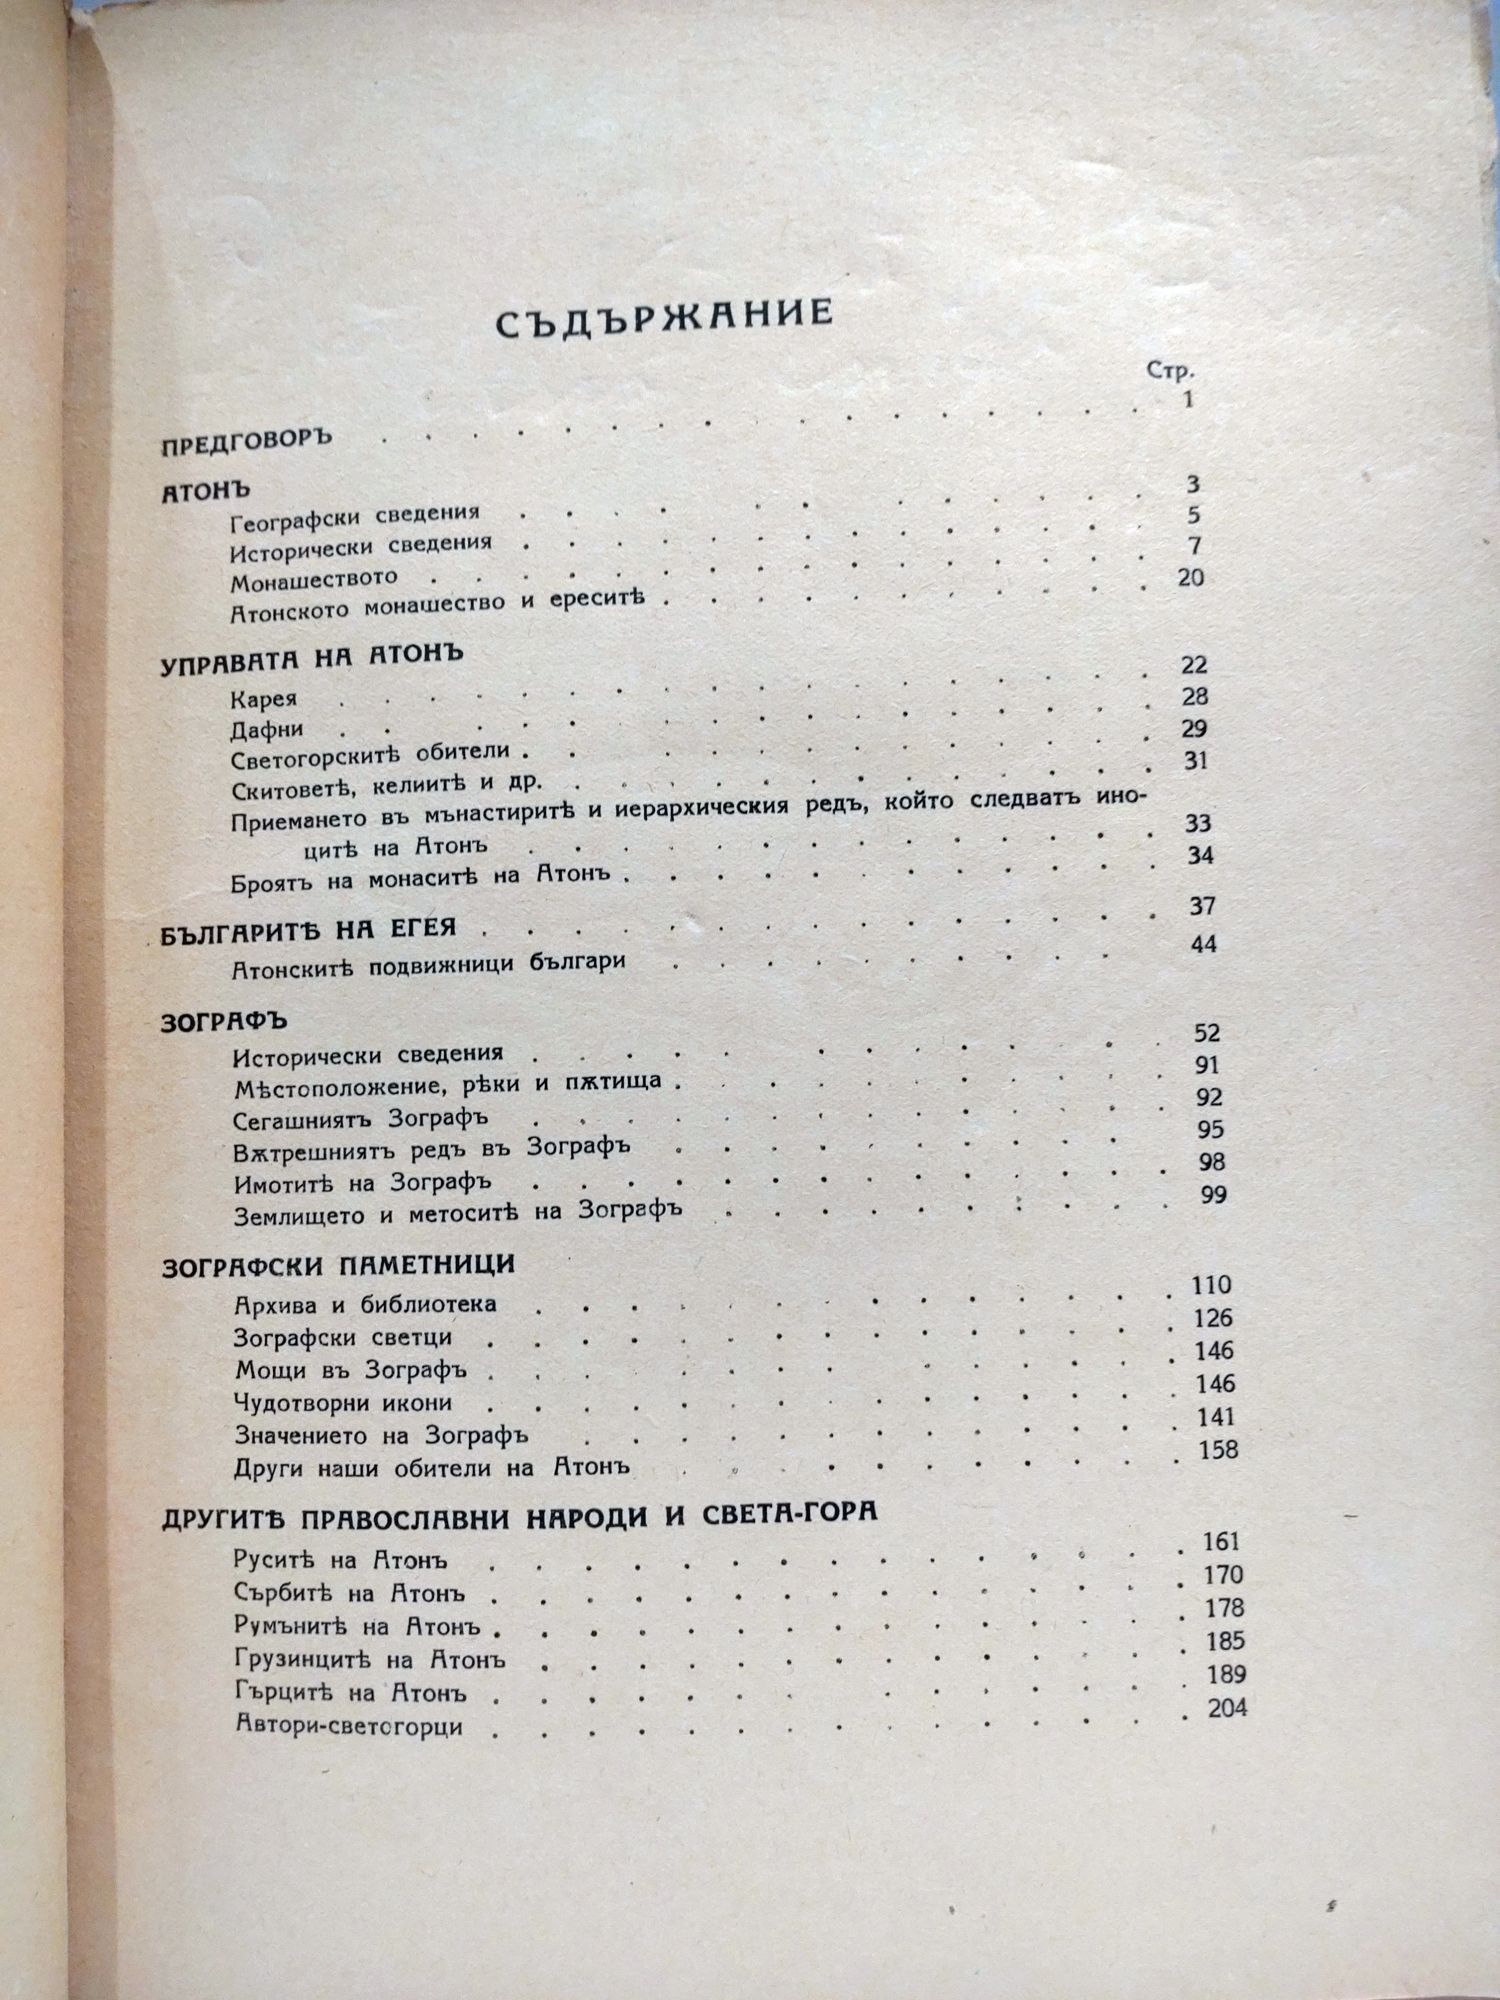 СЪДЪРЖАНИЕ
Стр.
ПРЕДГОВОРЪ . . . . . . . . . . . . . . . . 1
АТОНЪ
Географски сведения . . . . . . . . . . . . . 3
Исторически сведения . . . . . . . . . . . . . 5
Монашеството . . . . . . . . . . . . . . . 7
Атонското монашество и ереситѣ . . . . . . . . . . 20
УПРАВАТА НА АТОНЪ
Карея . . . . . . . . . . . . . . . . . 22
Дафни . . . . . . . . . . . . . . . . . 28
Светогорскитѣ обители . . . . . . . . . . . . . 29
Скитоветѣ, келиитѣ и др. . . . . . . . . . . . . 31
Приемането въ мънастиритѣ и иерархическия редъ, който следватъ ино-
цитѣ на Атонъ . . . . . . . . . . . . . 33
Броятъ на монаситѣ на Атонъ . . . . . . . . . . . 34
БЪЛГАРИТѢ НА ЕГЕЯ . . . . . . . . . . . . . . 37
Атонскитѣ подвижници българи . . . . . . . . . . 44
ЗОГРАФЪ
Исторически сведения . . . . . . . . . . . . . 52
Мѣстоположение, рѣки и пѫтища . . . . . . . . . . 91
Сегашниятъ Зографъ . . . . . . . . . . . . . 92
Вѫтрешниятъ редъ въ Зографъ . . . . . . . . . . 95
Имотитѣ на Зографъ . . . . . . . . . . . . . 98
Землището и метоситѣ на Зографъ . . . . . . . . . 99
ЗОГРАФСКИ ПАМЕТНИЦИ
Архива и библиотека . . . . . . . . . . . . . 110
Зографски светци . . . . . . . . . . . . . . 126
Мощи въ Зографъ . . . . . . . . . . . . . . 146
Чудотворни икони . . . . . . . . . . . . . . 146
Значението на Зографъ . . . . . . . . . . . . 141
Други наши обители на Атонъ . . . . . . . . . . 158
ДРУГИТѢ ПРАВОСЛАВНИ НАРОДИ И СВЕТА-ГОРА
Руситѣ на Атонъ . . . . . . . . . . . . . . 161
Сърбитѣ на Атонъ . . . . . . . . . . . . . . 170
Румънитѣ на Атонъ . . . . . . . . . . . . . . 178
Грузинцитѣ на Атонъ . . . . . . . . . . . . . 185
Гърцитѣ на Атонъ . . . . . . . . . . . . . . 189
Автори-светогорци . . . . . . . . . . . . . . 204